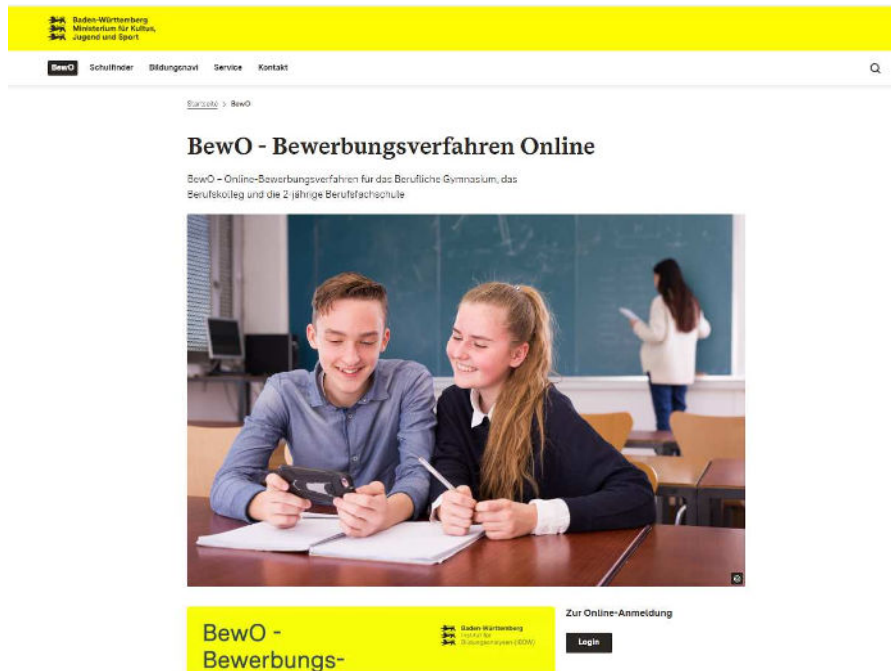 Baden-Württemberg
Ministerium für Kultus,
Jugend und Sport
BewO Schulfinder Bildungsnavi Service Kontakt
Startseite > BewO
BewO - Bewerbungsverfahren Online
BewO – Online-Bewerbungsverfahren für das Berufliche Gymnasium, das
Berufskolleg und die 2-jährige Berufsfachschule
BewO -
Bewerbungs-
Baden-Württemberg
Institut für
Bildungsanalysen (IBBW)
Zur Online-Anmeldung
Login